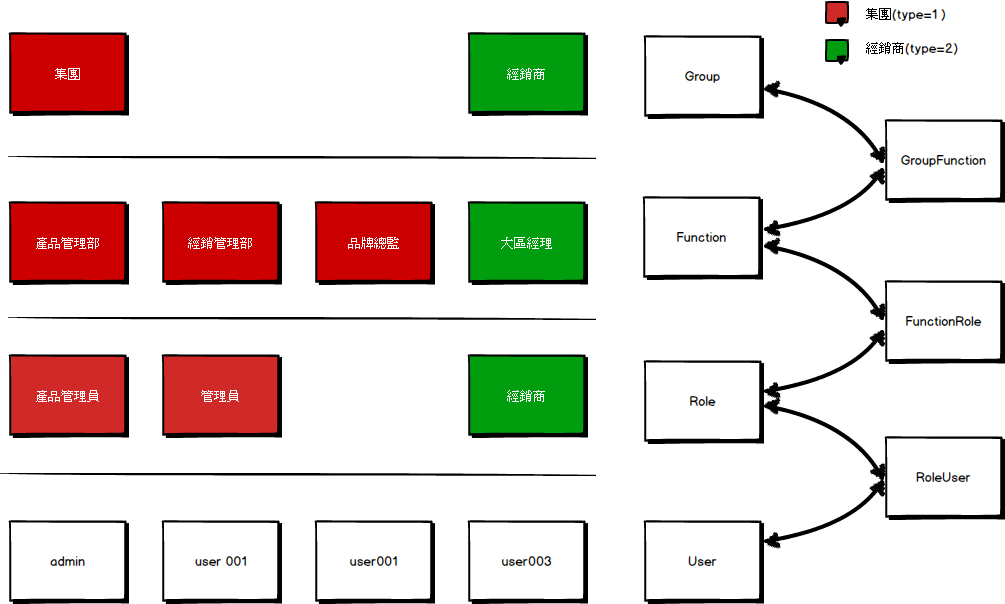 集團(type=1)
經銷商(type=2)
集團
經銷商
Group
GroupFunction
產品管理部
經銷管理部
品牌總監
大區經理
Function
FunctionRole
產品管理員
管理員
經銷商
Role
RoleUser
admin
user 001
user001
user003
User